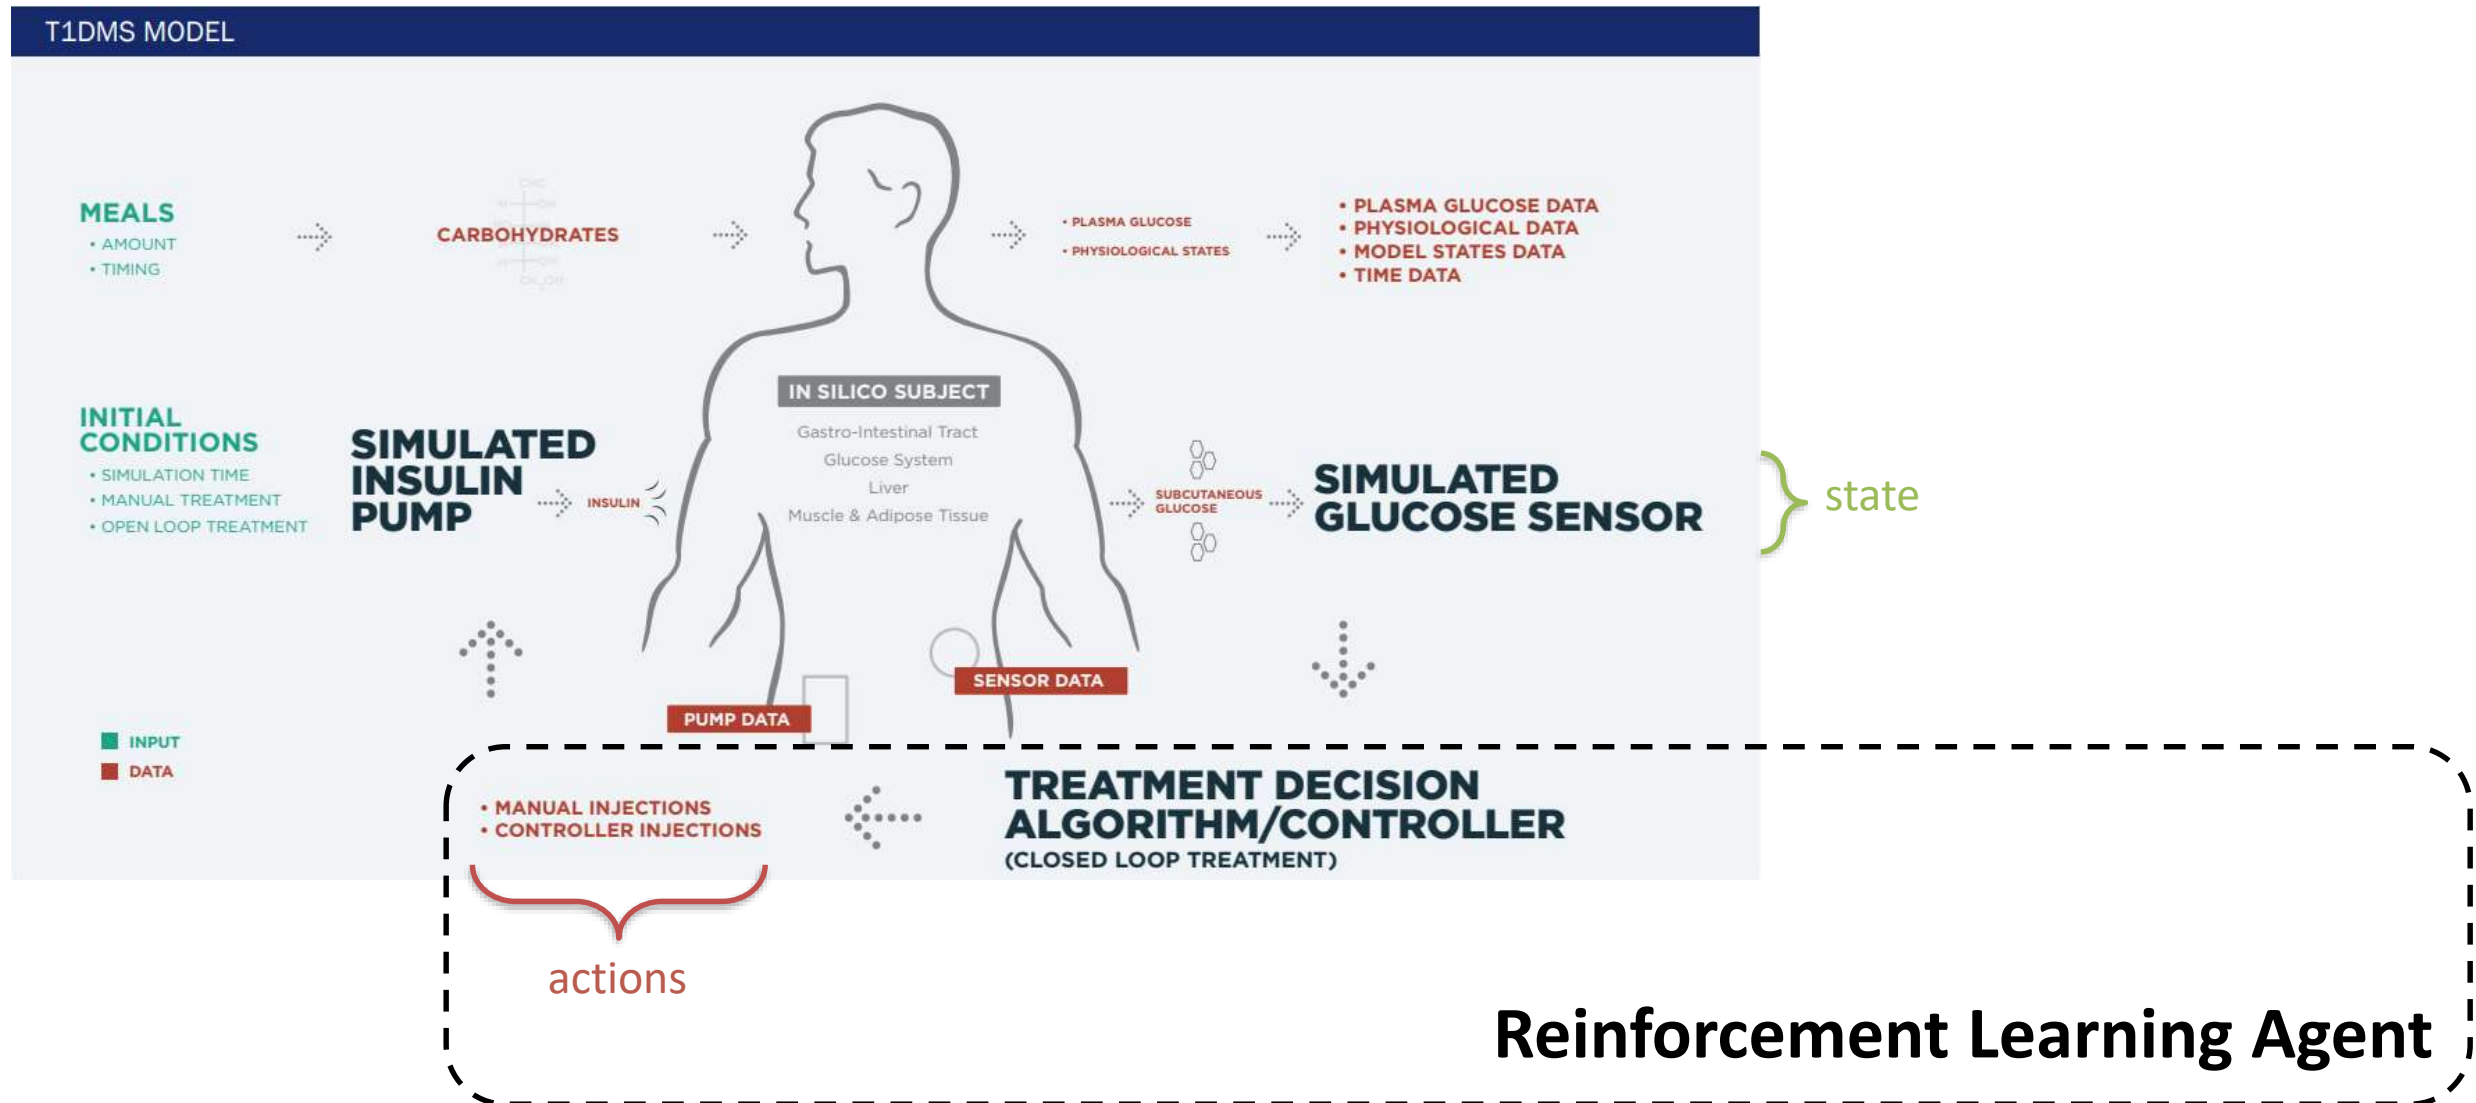 T1DMS MODEL
MEALS
• AMOUNT
• TIMING
CARBOHYDRATES
• PLASMA GLUCOSE
• PHYSIOLOGICAL STATES
• PLASMA GLUCOSE DATA
• PHYSIOLOGICAL DATA
• MODEL STATES DATA
• TIME DATA
INITIAL
CONDITIONS
• SIMULATION TIME
• MANUAL TREATMENT
• OPEN LOOP TREATMENT
SIMULATED
INSULIN
PUMP
INSULIN
IN SILICO SUBJECT
Gastro-Intestinal Tract
Glucose System
Liver
Muscle & Adipose Tissue
SUBCUTANEOUS
GLUCOSE
SIMULATED
GLUCOSE SENSOR
state
SENSOR DATA
PUMP DATA
INPUT
DATA
• MANUAL INJECTIONS
• CONTROLLER INJECTIONS
TREATMENT DECISION
ALGORITHM/CONTROLLER
(CLOSED LOOP TREATMENT)
actions
Reinforcement Learning Agent